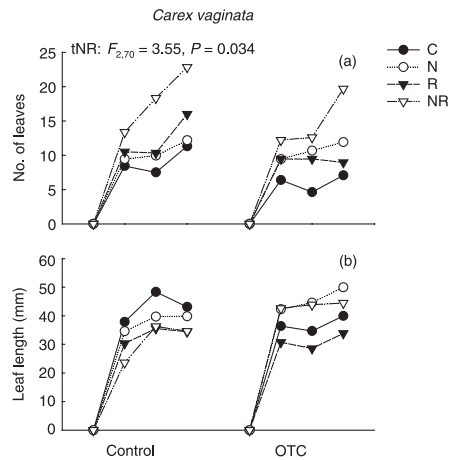 Carex vaginata
tNR: F2,70 = 3.55, P = 0.034
(a)
C
N
R
NR
No. of leaves
25
20
15
10
5
0
(b)
Leaf length (mm)
60
50
40
30
20
10
0
Control
OTC